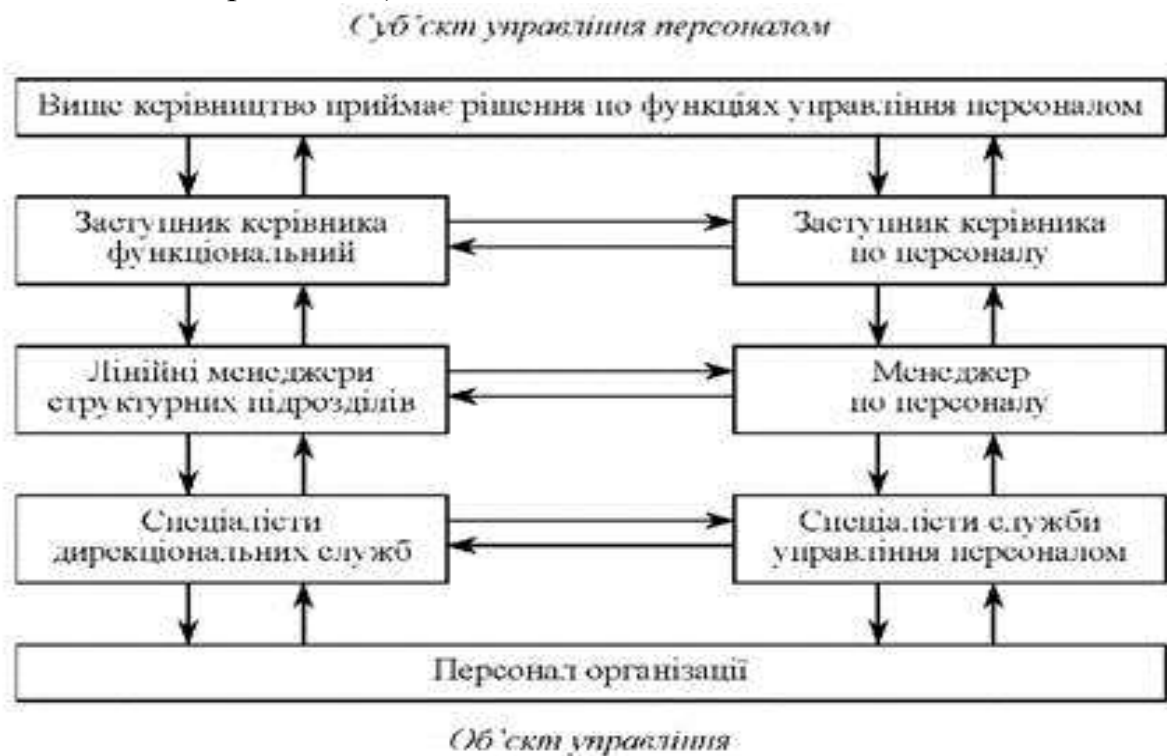 Суб’єкт управління персоналом
Вище керівництво приймає рішення по функціях управління персоналом
Заступник керівника
функціональний
Заступник керівника
по персоналу
Лінійні менеджери
структурних підрозділів
Менеджер
по персоналу
Спеціалісти
дирекціональних служб
Спеціалісти служби
управління персоналом
Персонал організації
Об’єкт управління